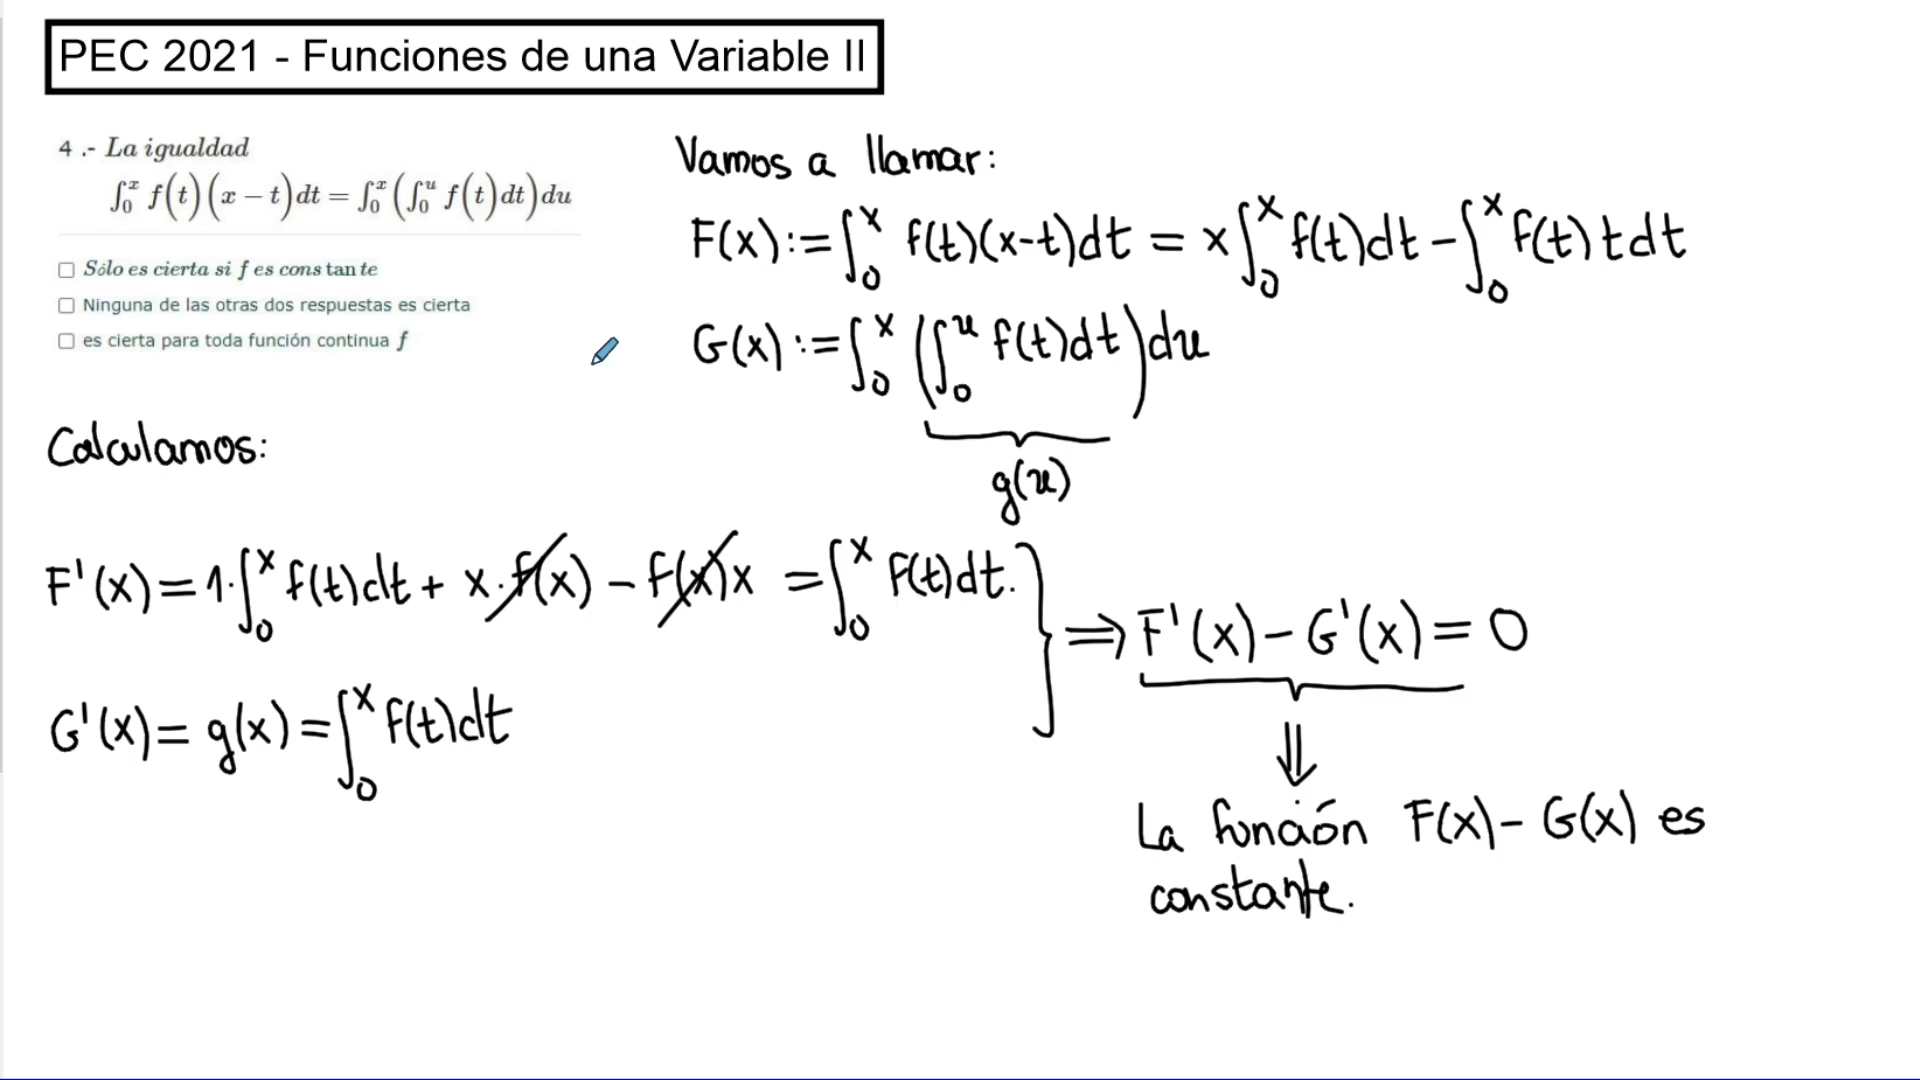 PEC 2021 - Funciones de una Variable II
4 .- La igualdad
∫₀ˣ f(t)(x − t)dt = ∫₀ˣ (∫₀ᵘ f(t)dt)du
Sólo es cierta si f es cons tan te
Ninguna de las otras dos respuestas es cierta
es cierta para toda función continua f
Vamos a llamar:
F(x) := ∫₀ˣ f(t)(x-t)dt = x∫₀ˣ f(t)dt - ∫₀ˣ f(t) t dt
G(x) := ∫₀ˣ (∫₀ᵘ f(t)dt)du
g(u)
Calculamos:
F'(x) = 1·∫₀ˣ f(t)dt + x·f(x) - f(x)x = ∫₀ˣ f(t)dt.
G'(x) = g(x) = ∫₀ˣ f(t)dt
⇒ F'(x) - G'(x) = 0
⇓
La función F(x) - G(x) es
constante.